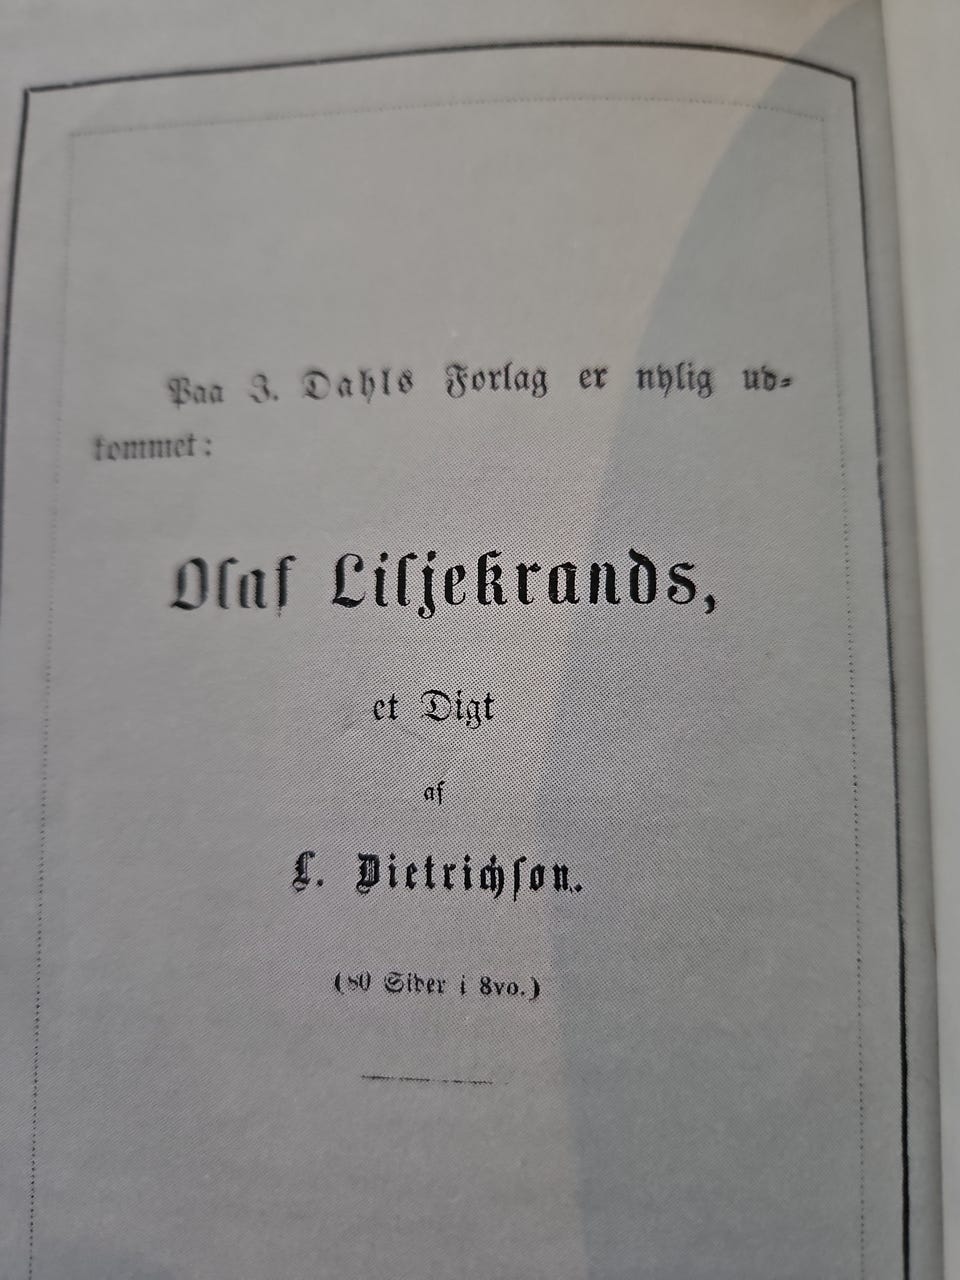 Paa J. Dahls Forlag er nylig ud-
kommet:
Olaf Liljekrands,
et Digt
af
L. Dietrichson.
(80 Sider i 8vo.)